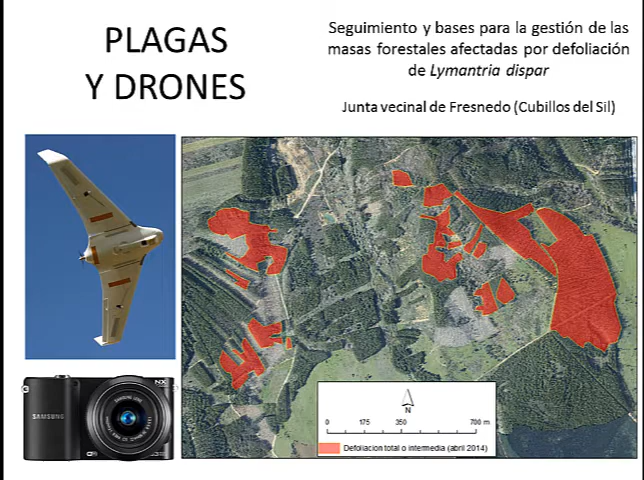 PLAGAS
Y DRONES
Seguimiento y bases para la gestión de las
masas forestales afectadas por defoliación
de Lymantria dispar
Junta vecinal de Fresnedo (Cubillos del Sil)
NX
SAMSUNG
N
0 175 350 700 m
Defoliacion total o intermedia (abril 2014)